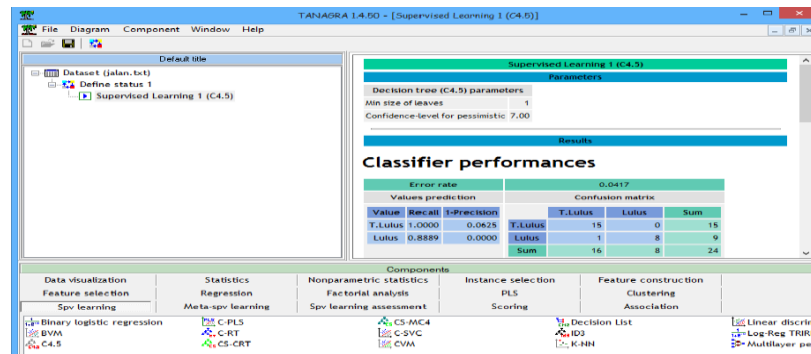 TANAGRA 1.4.50 - [Supervised Learning 1 (C4.5)]
File Diagram Component Window Help
Default title
Dataset (jalan.txt)
Define status 1
Supervised Learning 1 (C4.5)
Supervised Learning 1 (C4.5)
Parameters
Decision tree (C4.5) parameters
Min size of leaves 1
Confidence-level for pessimistic 7.00
Results
Classifier performances
Error rate 0.0417
Values prediction Confusion matrix
Value Recall 1-Precision T.Lulus Lulus Sum
T.Lulus 1.0000 0.0625 T.Lulus 15 0 15
Lulus 0.8889 0.0000 Lulus 1 8 9
Sum 16 8 24
Components
Data visualization Statistics Nonparametric statistics Instance selection Feature construction
Feature selection Regression Factorial analysis PLS Clustering
Spv learning Meta-spv learning Spv learning assessment Scoring Association
Binary logistic regression C-PLS CS-MC4 Decision List Linear discri
BVM C-RT C-SVC ID3 Log-Reg TRIR
C4.5 CS-CRT CVM K-NN Multilayer pe